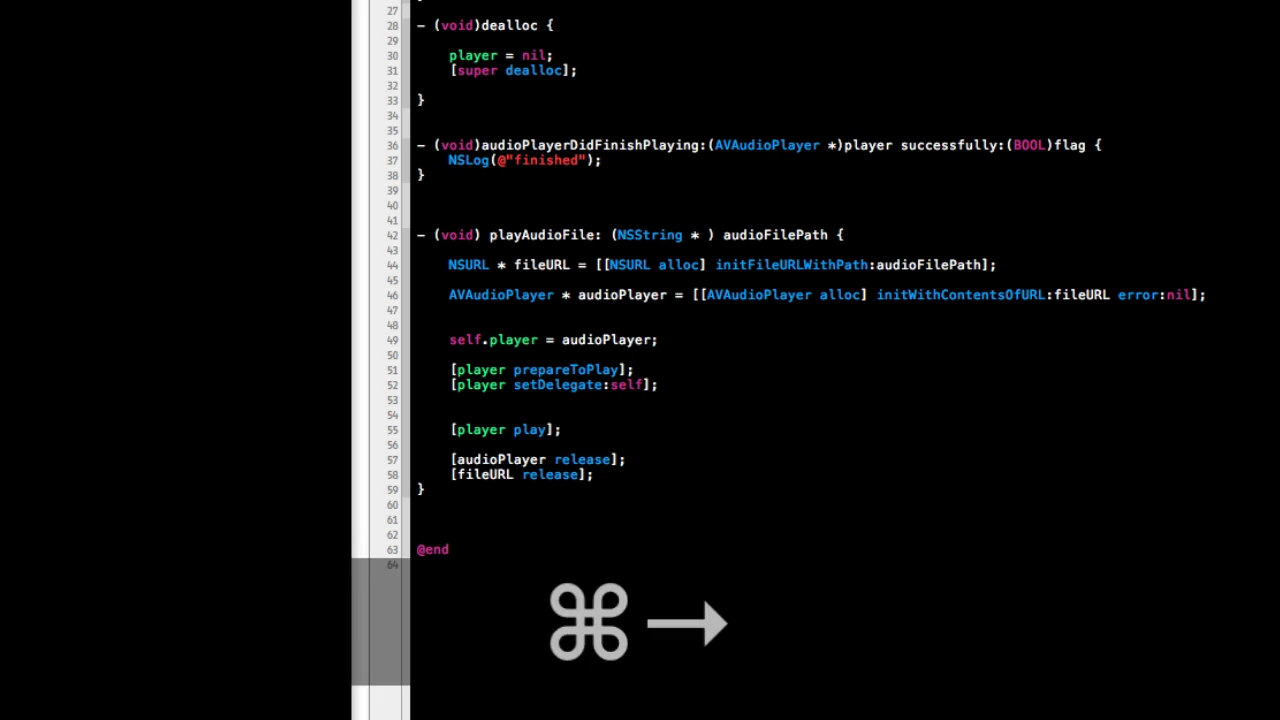 27
28 - (void)dealloc {
29
30 player = nil;
31 [super dealloc];
32
33 }
34
35
36 - (void)audioPlayerDidFinishPlaying:(AVAudioPlayer *)player successfully:(BOOL)flag {
37 NSLog(@"finished");
38 }
39
40
41
42 - (void) playAudioFile: (NSString * ) audioFilePath {
43
44 NSURL * fileURL = [[NSURL alloc] initFileURLWithPath:audioFilePath];
45
46 AVAudioPlayer * audioPlayer = [[AVAudioPlayer alloc] initWithContentsOfURL:fileURL error:nil];
47
48
49 self.player = audioPlayer;
50
51 [player prepareToPlay];
52 [player setDelegate:self];
53
54
55 [player play];
56
57 [audioPlayer release];
58 [fileURL release];
59 }
60
61
62
63 @end
64
⌘→